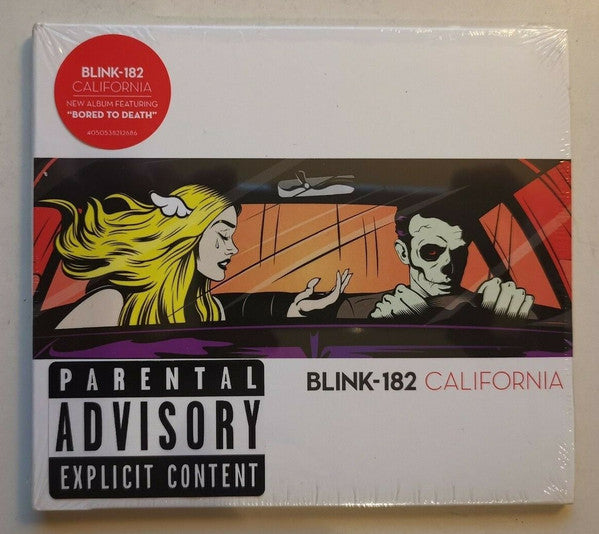 BLINK-182
CALIFORNIA
NEW ALBUM FEATURING
"BORED TO DEATH"
4050538212686
PARENTAL
ADVISORY
EXPLICIT CONTENT
BLINK-182 CALIFORNIA